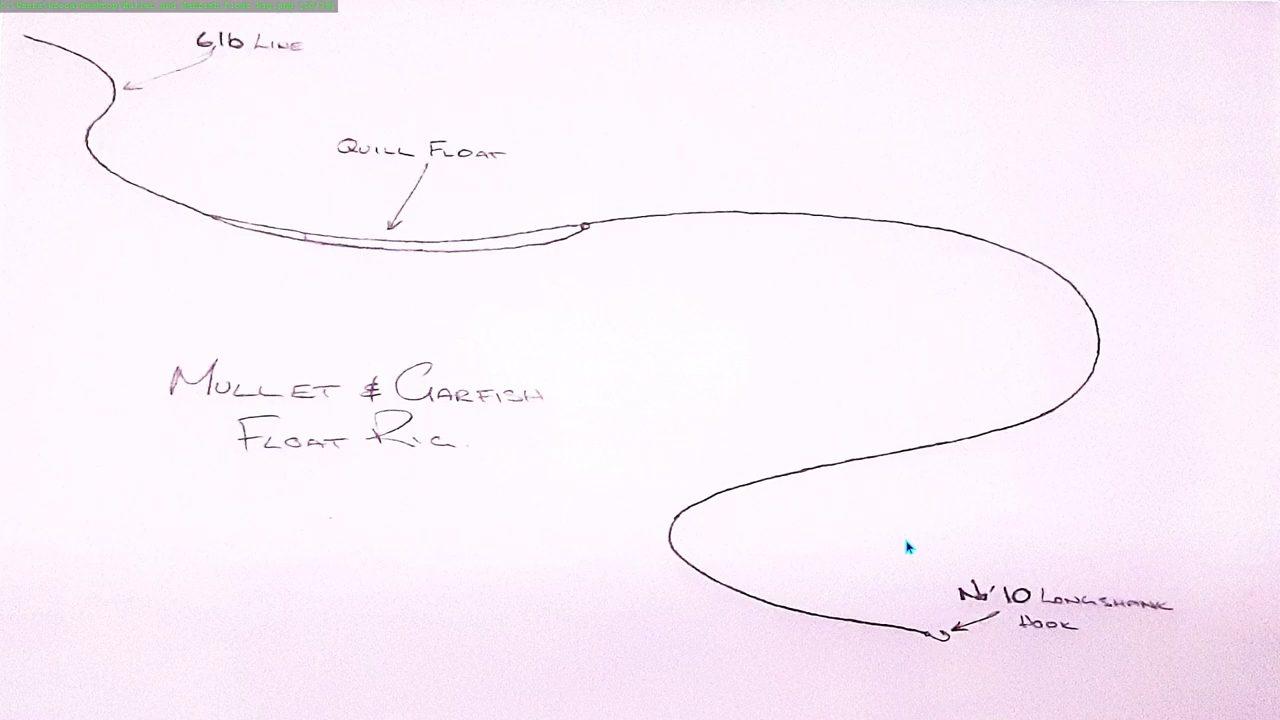 6lb LINE
QUILL FLOAT
MULLET & GARFISH
FLOAT RIG.
No' 10 LONGSHANK
HOOK